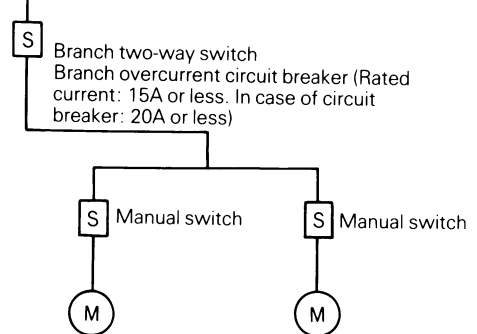 S
Branch two-way switch
Branch overcurrent circuit breaker (Rated
current: 15A or less. In case of circuit
breaker: 20A or less)
S Manual switch
S Manual switch
M
M